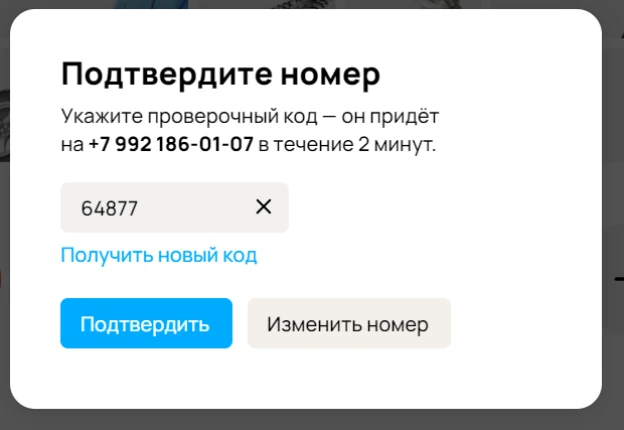 Подтвердите номер
Укажите проверочный код — он придёт
на +7 992 186-01-07 в течение 2 минут.
64877
Получить новый код
Подтвердить
Изменить номер